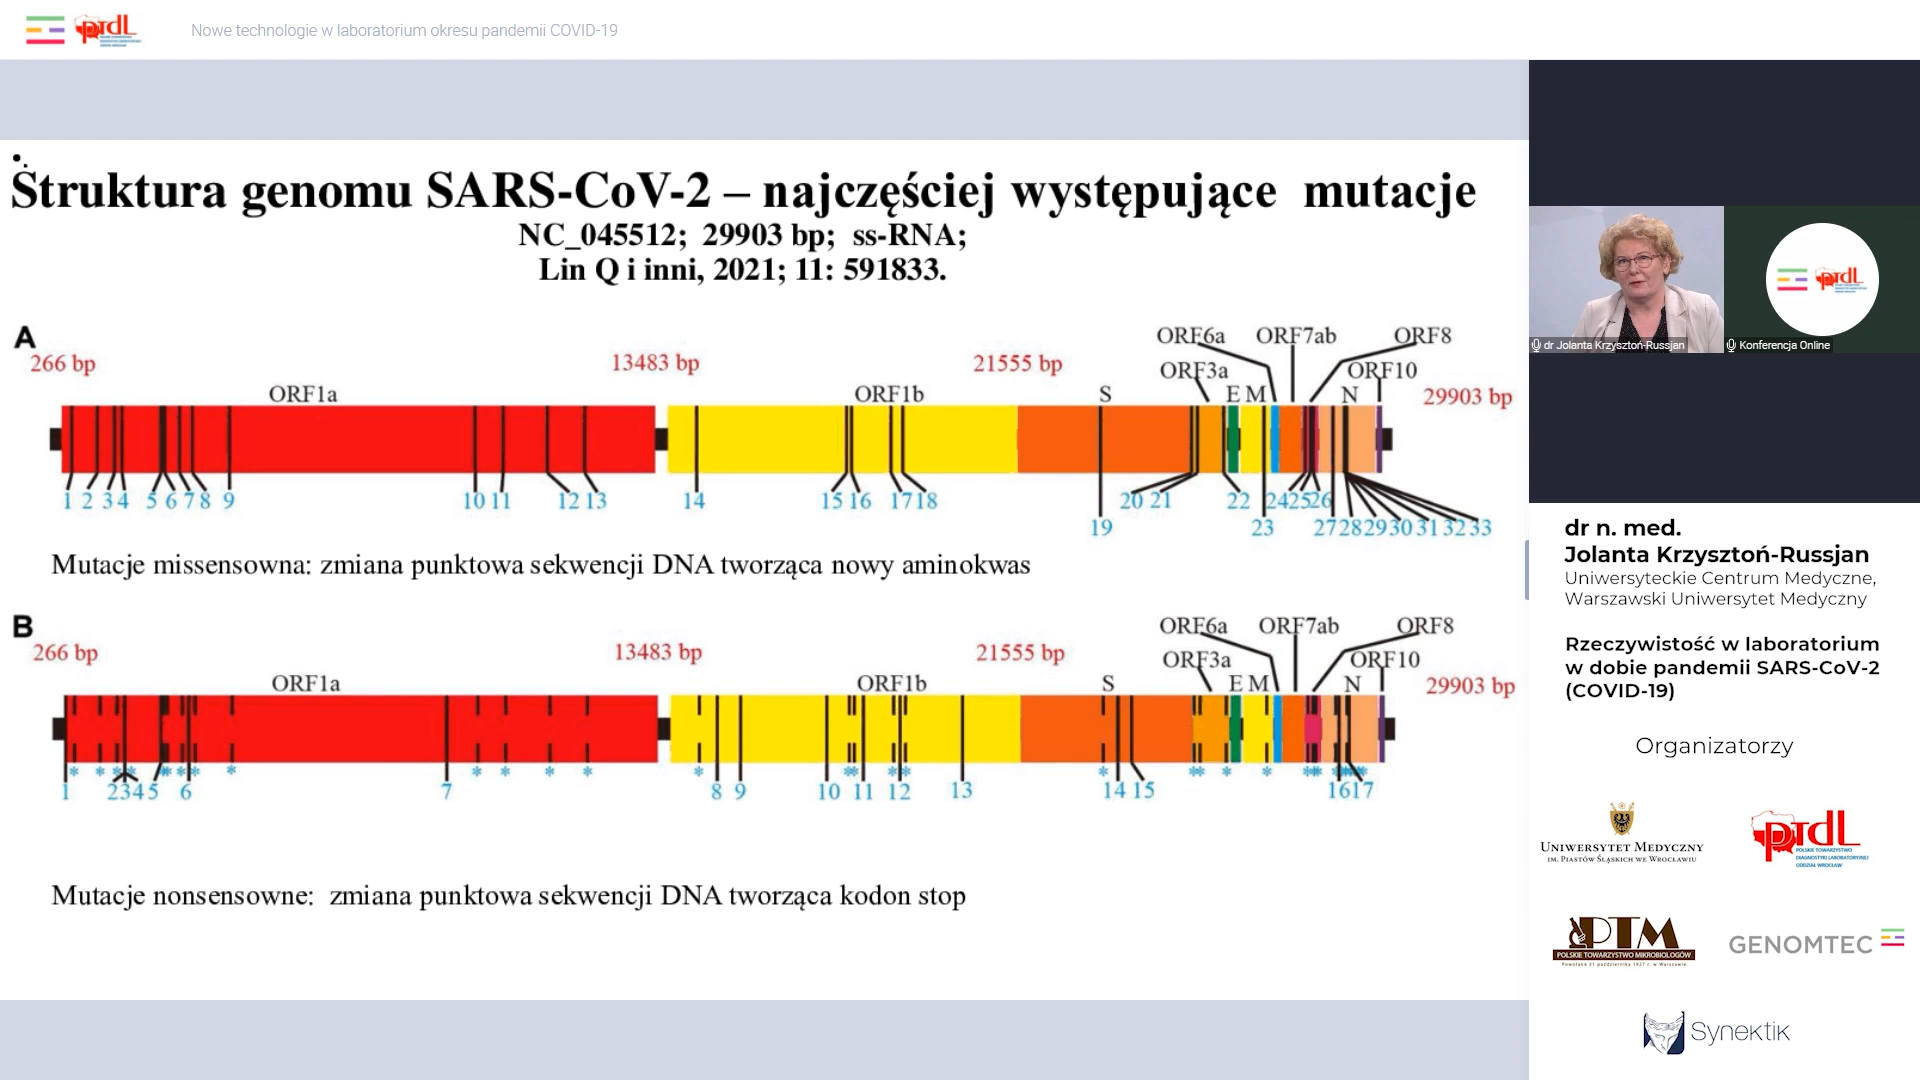 ptdL
Nowe technologie w laboratorium okresu pandemii COVID-19
Struktura genomu SARS-CoV-2 – najczęściej występujące mutacje
NC_045512; 29903 bp; ss-RNA;
Lin Q i inni, 2021; 11: 591833.
A
266 bp
13483 bp
21555 bp
29903 bp
ORF1a
ORF1b
S
ORF3a
ORF6a
E M
ORF7ab
ORF8
ORF10
N
1 2 3 4 5 6 7 8 9 10 11 12 13 14 15 16 17 18 19 20 21 22 23 24 25 26 27 28 29 30 31 32 33
Mutacje missensowna: zmiana punktowa sekwencji DNA tworząca nowy aminokwas
B
266 bp
13483 bp
21555 bp
29903 bp
ORF1a
ORF1b
S
ORF3a
ORF6a
E M
ORF7ab
ORF8
ORF10
N
* * * * * * * * * * * * * * * * * * * * * * * * *
1 2 3 4 5 6 7 8 9 10 11 12 13 14 15 16 17
Mutacje nonsensowne: zmiana punktowa sekwencji DNA tworząca kodon stop
dr Jolanta Krzysztoń-Russjan
ptdL
Konferencja Online
dr n. med.
Jolanta Krzysztoń-Russjan
Uniwersyteckie Centrum Medyczne,
Warszawski Uniwersytet Medyczny
Rzeczywistość w laboratorium
w dobie pandemii SARS-CoV-2
(COVID-19)
Organizatorzy
UNIWERSYTET MEDYCZNY
IM. PIASTÓW ŚLĄSKICH WE WROCŁAWIU
ptdL
POLSKIE TOWARZYSTWO
DIAGNOSTYKI LABORATORYJNEJ
ODDZIAŁ WROCŁAW
PTM
POLSKIE TOWARZYSTWO MIKROBIOLOGÓW
GENOMTEC
Synektik